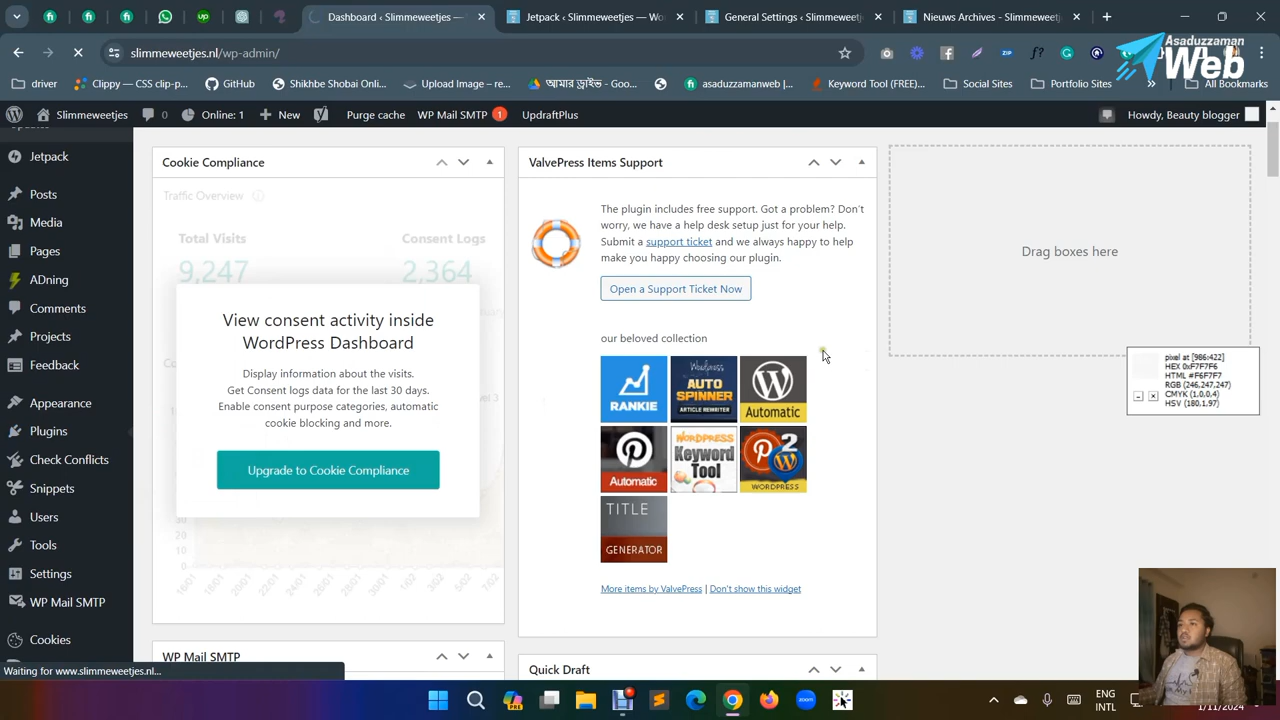 Dashboard ‹ Slimmeweetjes
Jetpack ‹ Slimmeweetjes
Items Support
General Settings ‹ Slimmeweetje
Nieuws Archives - Slimmeweetje
slimmeweetjes.nl/wp-admin/
Asaduzzaman
Web
driver
Clippy — CSS clip-p...
GitHub
Shikhbe Shobai Onli...
Upload Image — re...
আমার ড্রাইভ - Goo...
asaduzzamanweb |...
Keyword Tool (FREE)...
Social Sites
Portfolio Sites
All Bookmarks
Slimmeweetjes
0
Online: 1
New
Purge cache
WP Mail SMTP 1
UpdraftPlus
Howdy, Beauty blogger
Updates
Jetpack
Posts
Media
Pages
ADning
Comments
Projects
Feedback
Appearance
Plugins
Check Conflicts
Snippets
Users
Tools
Settings
WP Mail SMTP
Cookies
Cookie Compliance
Traffic Overview
Total Visits
Consent Logs
9,247
2,364
View consent activity inside
WordPress Dashboard
Display information about the visits.
Get Consent logs data for the last 30 days.
Enable consent purpose categories, automatic
cookie blocking and more.
Upgrade to Cookie Compliance
30
20
10
0
WP Mail SMTP
ValvePress Items Support
The plugin includes free support. Got a problem? Don't
worry, we have a help desk setup just for your help.
Submit a support ticket and we always happy to help
make you happy choosing our plugin.
Open a Support Ticket Now
our beloved collection
RANKIE
Wordpress
AUTO
SPINNER
ARTICLE REWRITER
Automatic
Automatic
WORDPRESS
Keyword
Tool
2
WORDPRESS
TITLE
GENERATOR
More items by ValvePress | Don't show this widget
Quick Draft
Drag boxes here
pixel at [986:422]
HEX 0xF7F7F6
HTML #F6F7F7
RGB (246,247,247)
CMYK (1,0,0,4)
HSV (180,1,97)
Waiting for www.slimmeweetjes.nl...
zoom
ENG
INTL
1/11/2024